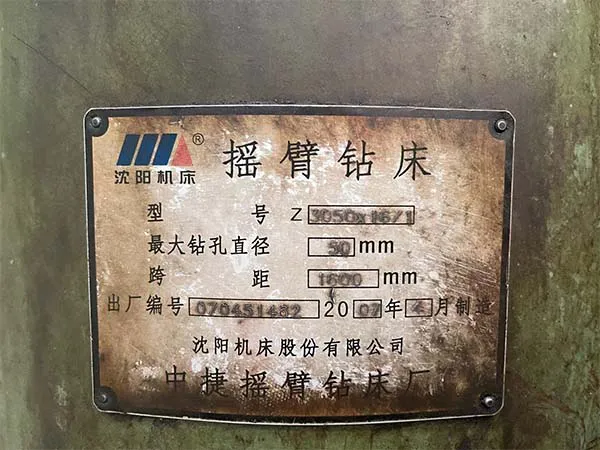 沈阳机床 ®
摇臂钻床
型号 Z 3050x16/1
最大钻孔直径 50 mm
跨距 1600 mm
出厂编号 070451482 2007年 月制造
沈阳机床股份有限公司
中捷摇臂钻床厂